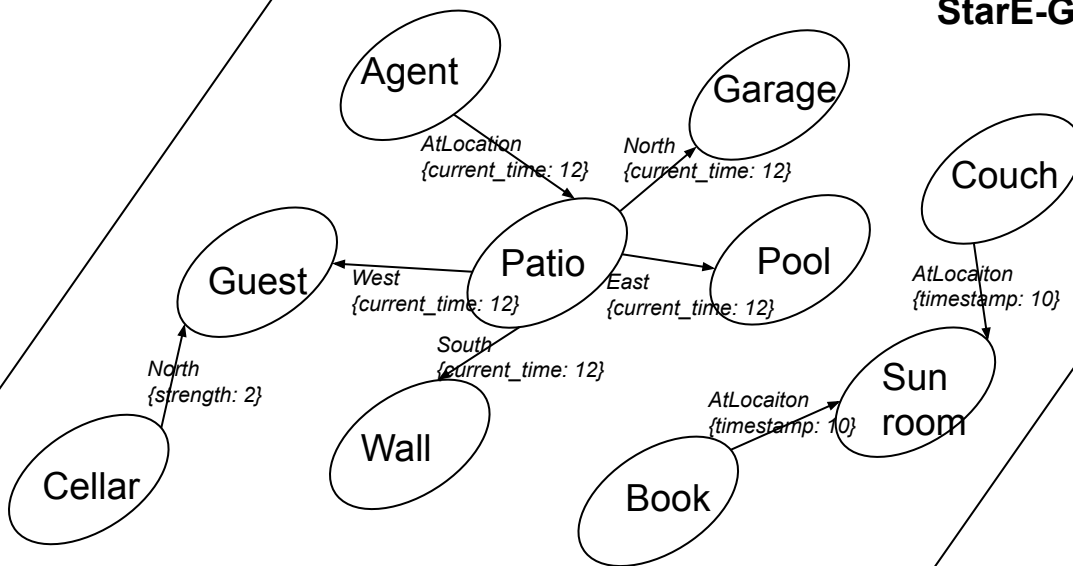 StarE-G
Agent
Garage
AtLocation
{current_time: 12}
North
{current_time: 12}
Couch
Guest
Patio
Pool
West
{current_time: 12}
East
{current_time: 12}
AtLocaiton
{timestamp: 10}
South
{current_time: 12}
North
{strength: 2}
Sun
room
AtLocaiton
{timestamp: 10}
Wall
Cellar
Book